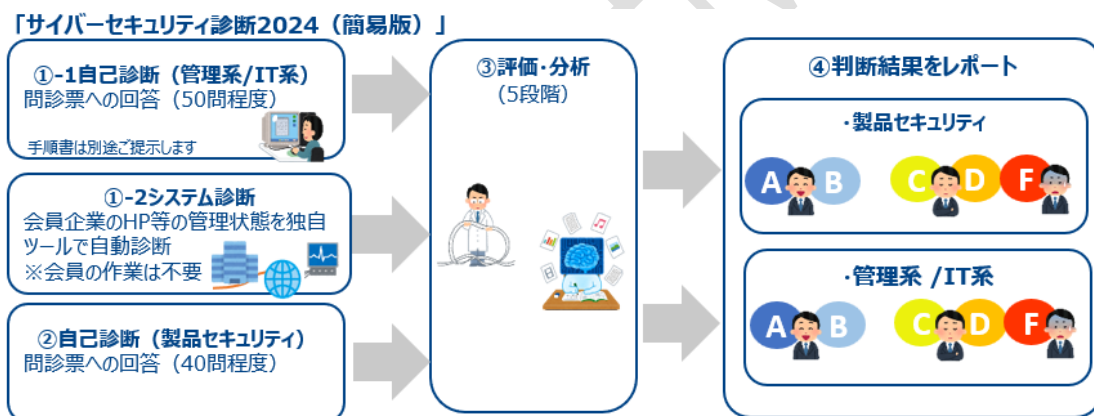 「サイバーセキュリティ診断2024（簡易版）」
①-1自己診断（管理系/IT系）
問診票への回答（50問程度）
手順書は別途ご提示します
①-2システム診断
会員企業のHP等の管理状態を独自
ツールで自動診断
※会員の作業は不要
②自己診断（製品セキュリティ）
問診票への回答（40問程度）
③評価・分析
(5段階)
④判断結果をレポート
・製品セキュリティ
A B C D F
・管理系 /IT系
A B C D F